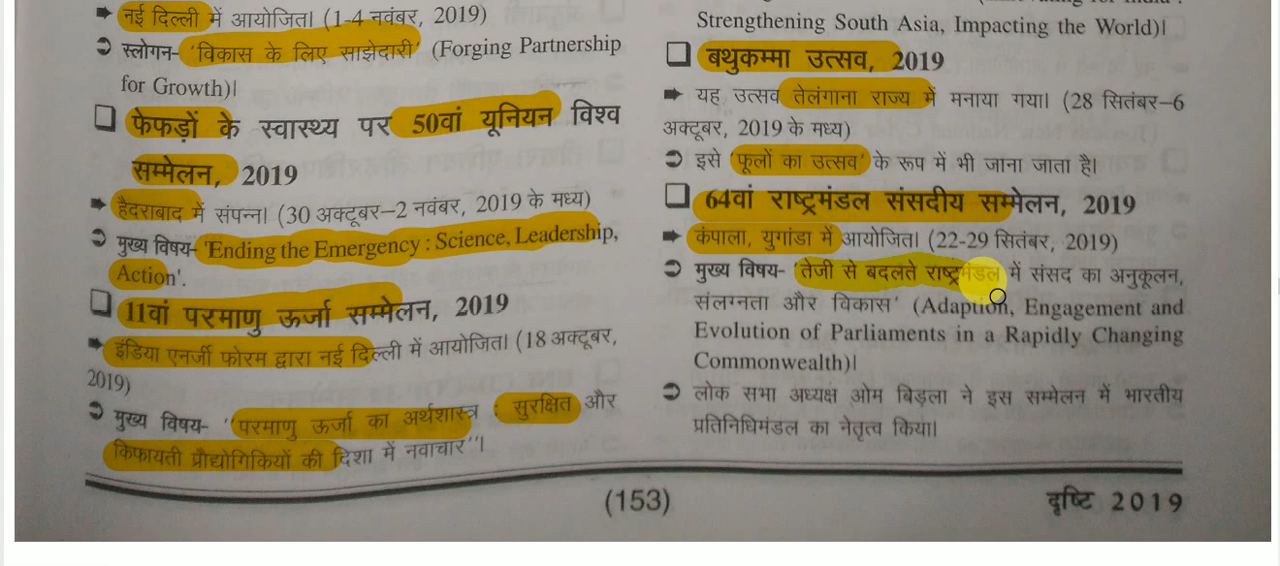 नई दिल्ली में आयोजित। (1-4 नवंबर, 2019)
स्लोगन- 'विकास के लिए साझेदारी' (Forging Partnership
for Growth)।
फेफड़ों के स्वास्थ्य पर 50वां यूनियन विश्व
सम्मेलन, 2019
हैदराबाद में संपन्न। (30 अक्टूबर–2 नवंबर, 2019 के मध्य)
मुख्य विषय- 'Ending the Emergency : Science, Leadership,
Action'.
11वां परमाणु ऊर्जा सम्मेलन, 2019
इंडिया एनर्जी फोरम द्वारा नई दिल्ली में आयोजित। (18 अक्टूबर,
2019)
मुख्य विषय- ''परमाणु ऊर्जा का अर्थशास्त्र : सुरक्षित और
किफायती प्रौद्योगिकियों की दिशा में नवाचार''।
Strengthening South Asia, Impacting the World)।
बथुकम्मा उत्सव, 2019
यह उत्सव तेलंगाना राज्य में मनाया गया। (28 सितंबर–6
अक्टूबर, 2019 के मध्य)
इसे 'फूलों का उत्सव' के रूप में भी जाना जाता है।
64वां राष्ट्रमंडल संसदीय सम्मेलन, 2019
कंपाला, युगांडा में आयोजित। (22-29 सितंबर, 2019)
मुख्य विषय- 'तेजी से बदलते राष्ट्रमंडल में संसद का अनुकूलन,
संलग्नता और विकास' (Adaption, Engagement and
Evolution of Parliaments in a Rapidly Changing
Commonwealth)।
लोक सभा अध्यक्ष ओम बिड़ला ने इस सम्मेलन में भारतीय
प्रतिनिधिमंडल का नेतृत्व किया।
(153)
दृष्टि 2019